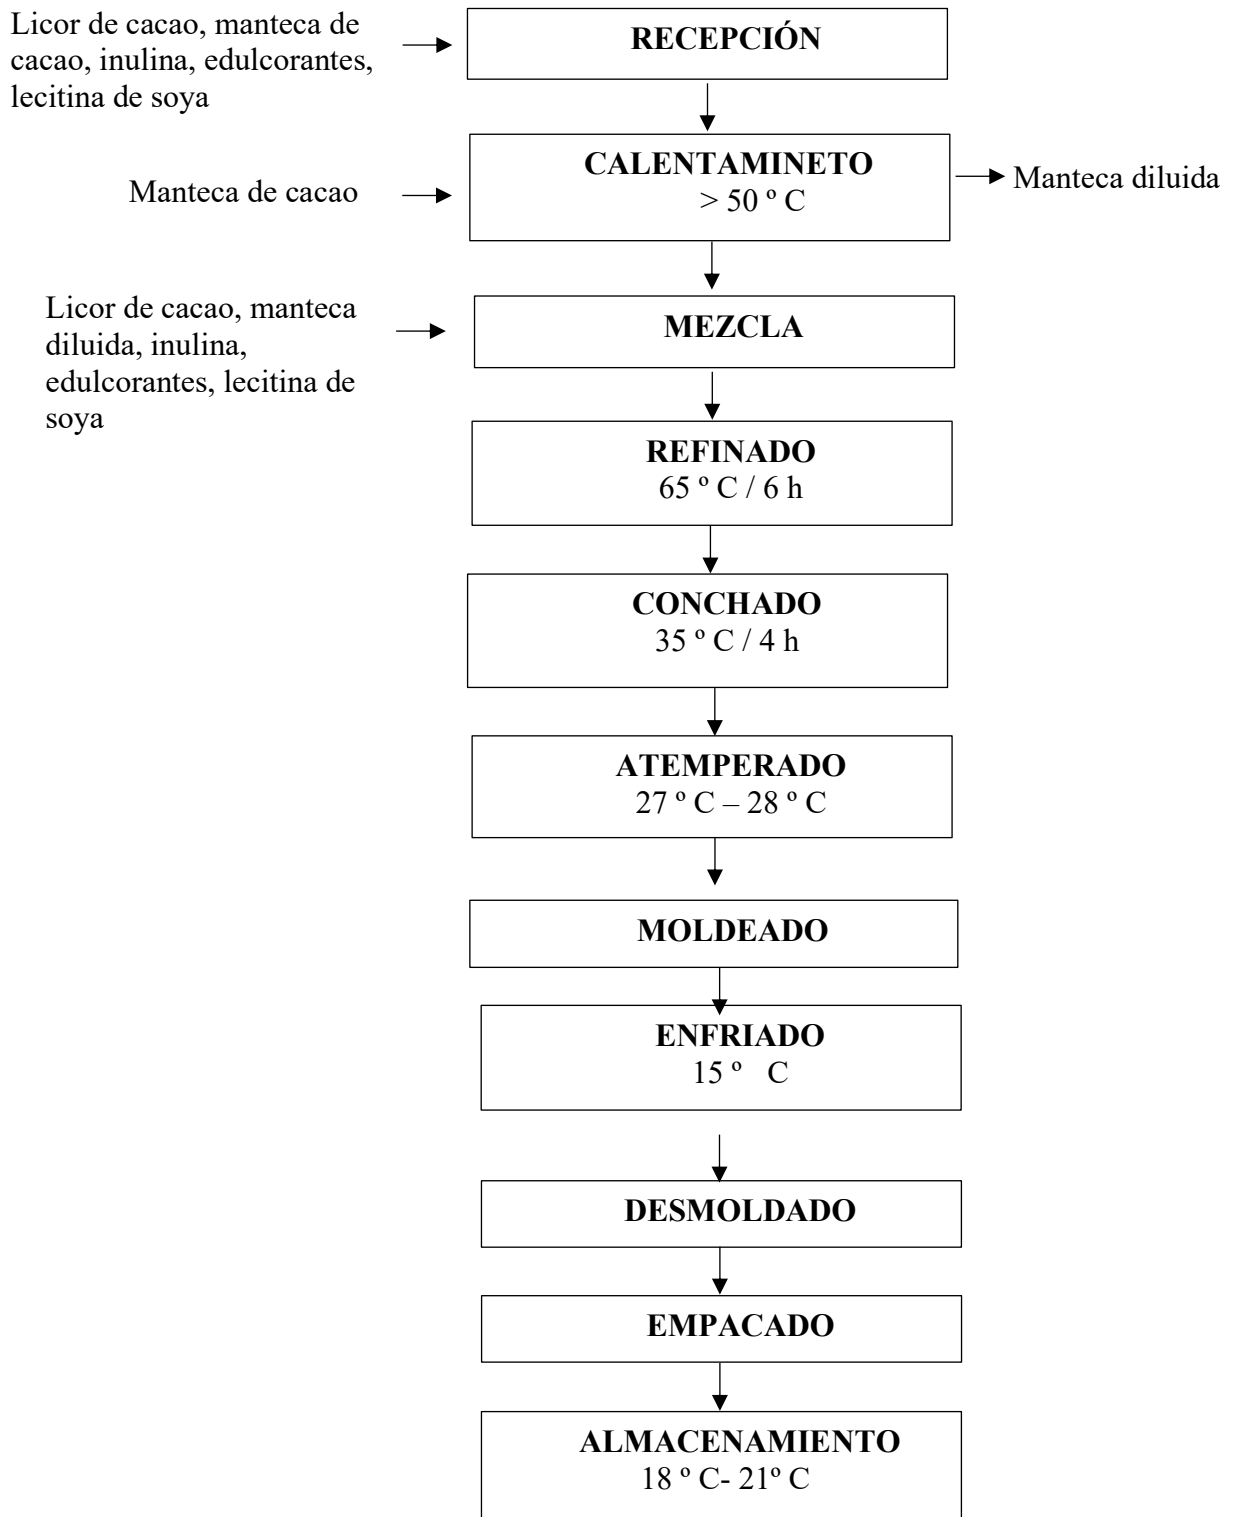 Licor de cacao, manteca de
cacao, inulina, edulcorantes,
lecitina de soya
RECEPCIÓN
CALENTAMINETO
> 50 º C
Manteca de cacao
Manteca diluida
Licor de cacao, manteca
diluida, inulina,
edulcorantes, lecitina de
soya
MEZCLA
REFINADO
65 º C / 6 h
CONCHADO
35 º C / 4 h
ATEMPERADO
27 º C – 28 º C
MOLDEADO
ENFRIADO
15 º C
DESMOLDADO
EMPACADO
ALMACENAMIENTO
18 º C- 21º C